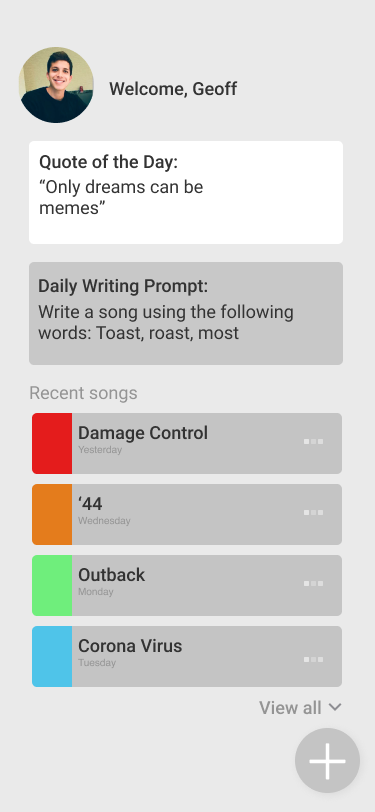 Welcome, Geoff
Quote of the Day:
“Only dreams can be
memes”
Daily Writing Prompt:
Write a song using the following
words: Toast, roast, most
Recent songs
Damage Control
Yesterday
‘44
Wednesday
Outback
Monday
Corona Virus
Tuesday
View all